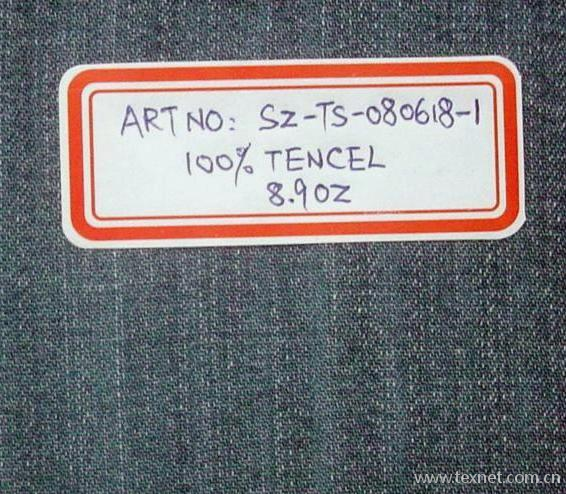 ART NO: SZ-TS-080618-1
100% TENCEL
8.9OZ
www.texnet.com.cn